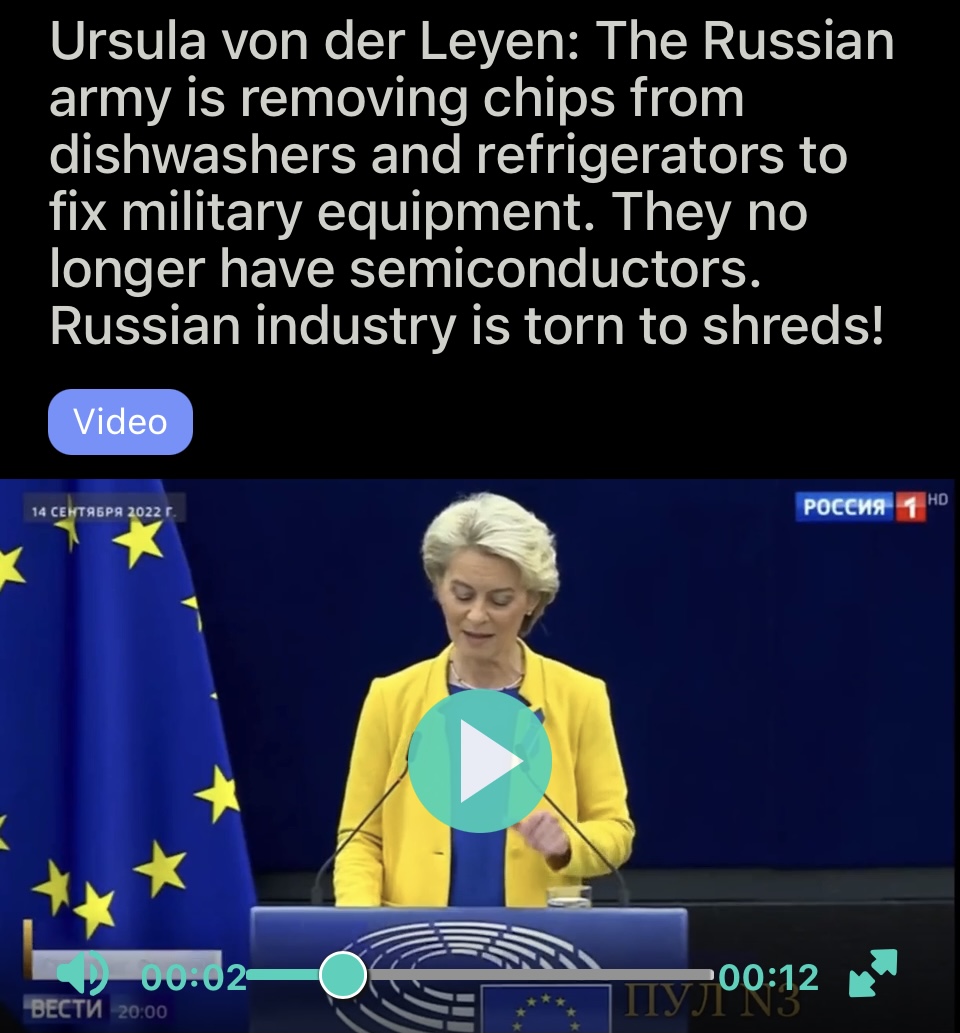 Ursula von der Leyen: The Russian
army is removing chips from
dishwashers and refrigerators to
fix military equipment. They no
longer have semiconductors.
Russian industry is torn to shreds!
Video
14 СЕНТЯБРЯ 2022 Г.
РОССИЯ 1 HD
00:02
00:12
ВЕСТИ 20:00
ПУЛ N3